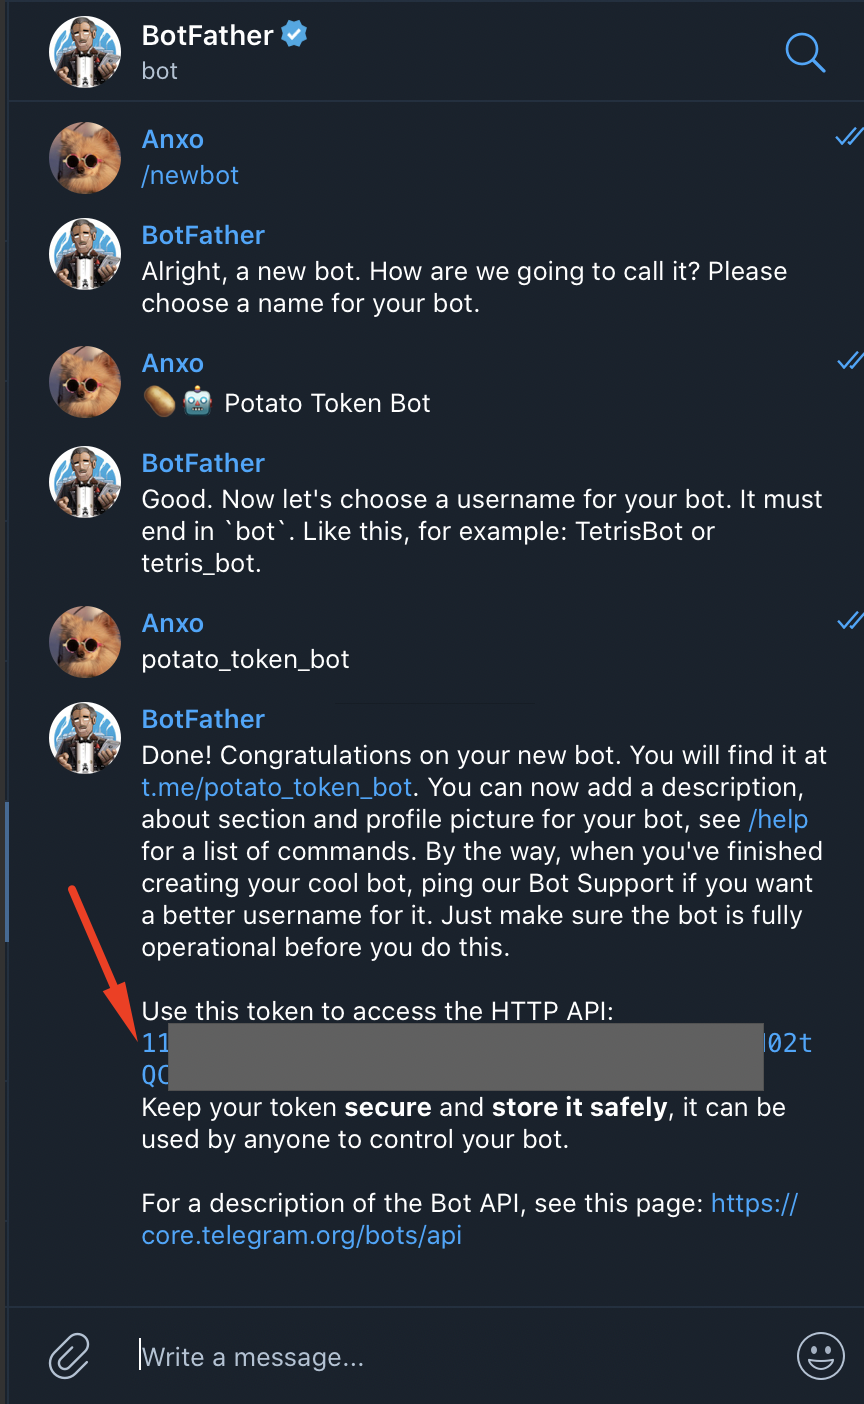 BotFather
bot
Anxo
/newbot
BotFather
Alright, a new bot. How are we going to call it? Please
choose a name for your bot.
Anxo
🥔🤖 Potato Token Bot
BotFather
Good. Now let's choose a username for your bot. It must
end in `bot`. Like this, for example: TetrisBot or
tetris_bot.
Anxo
potato_token_bot
BotFather
Done! Congratulations on your new bot. You will find it at
t.me/potato_token_bot. You can now add a description,
about section and profile picture for your bot, see /help
for a list of commands. By the way, when you've finished
creating your cool bot, ping our Bot Support if you want
a better username for it. Just make sure the bot is fully
operational before you do this.
Use this token to access the HTTP API:
11 02t
QC
Keep your token secure and store it safely, it can be
used by anyone to control your bot.
For a description of the Bot API, see this page: https://
core.telegram.org/bots/api
Write a message...